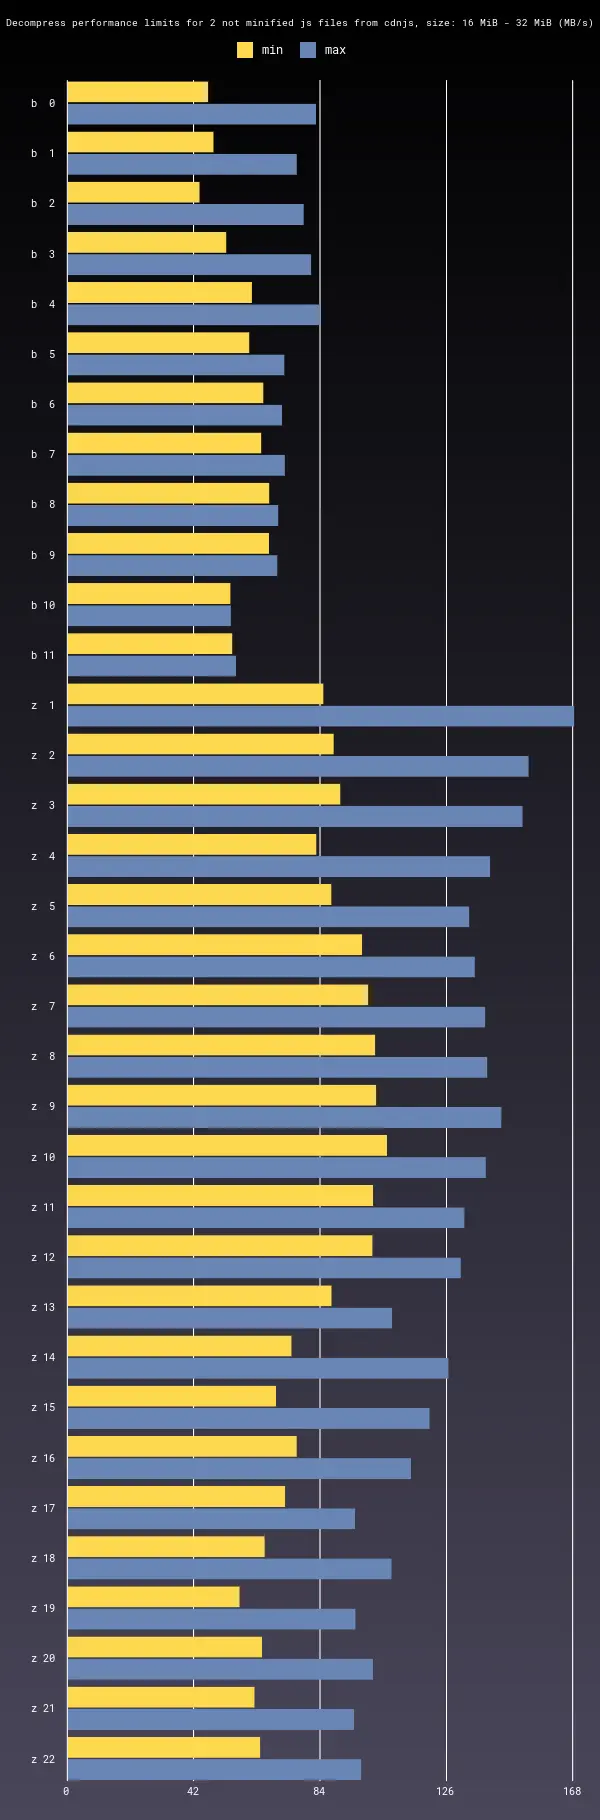 Decompress performance limits for 2 not minified js files from cdnjs, size: 16 MiB - 32 MiB (MB/s)
min max
b 0
b 1
b 2
b 3
b 4
b 5
b 6
b 7
b 8
b 9
b 10
b 11
z 1
z 2
z 3
z 4
z 5
z 6
z 7
z 8
z 9
z 10
z 11
z 12
z 13
z 14
z 15
z 16
z 17
z 18
z 19
z 20
z 21
z 22
0 42 84 126 168